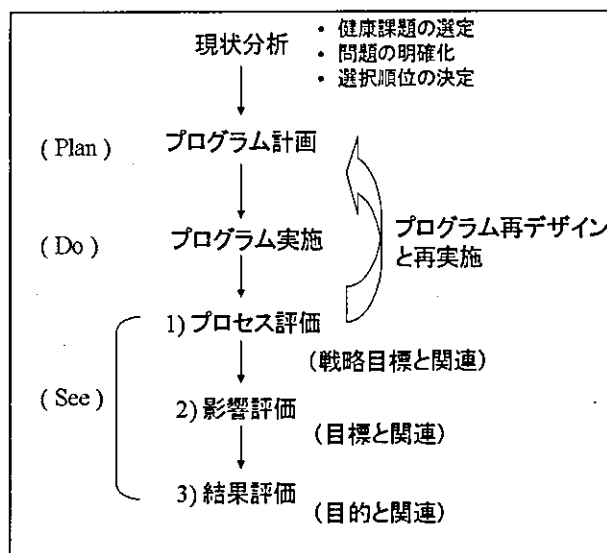 現状分析
・ 健康課題の選定
・ 問題の明確化
・ 選択順位の決定
( Plan )
プログラム計画
( Do )
プログラム実施
プログラム再デザイン
と再実施
1) プロセス評価
(戦略目標と関連)
( See )
2) 影響評価
(目標と関連)
3) 結果評価
(目的と関連)